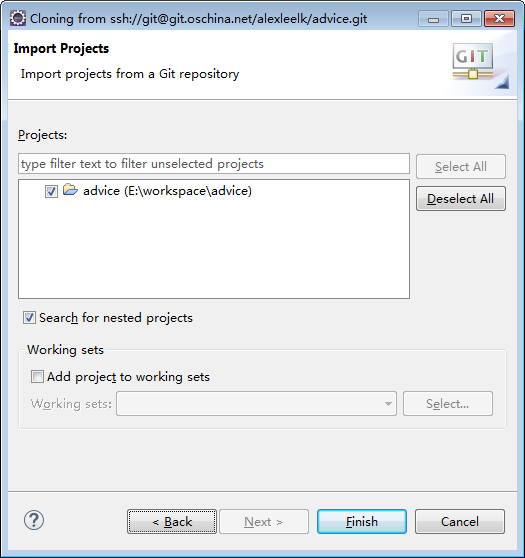 Cloning from ssh://git@git.oschina.net/alexleelk/advice.git
Import Projects
Import projects from a Git repository
GIT
Projects:
type filter text to filter unselected projects
Select All
advice (E:\workspace\advice)
Deselect All
Search for nested projects
Working sets
Add project to working sets
Working sets:
Select...
?
< Back
Next >
Finish
Cancel